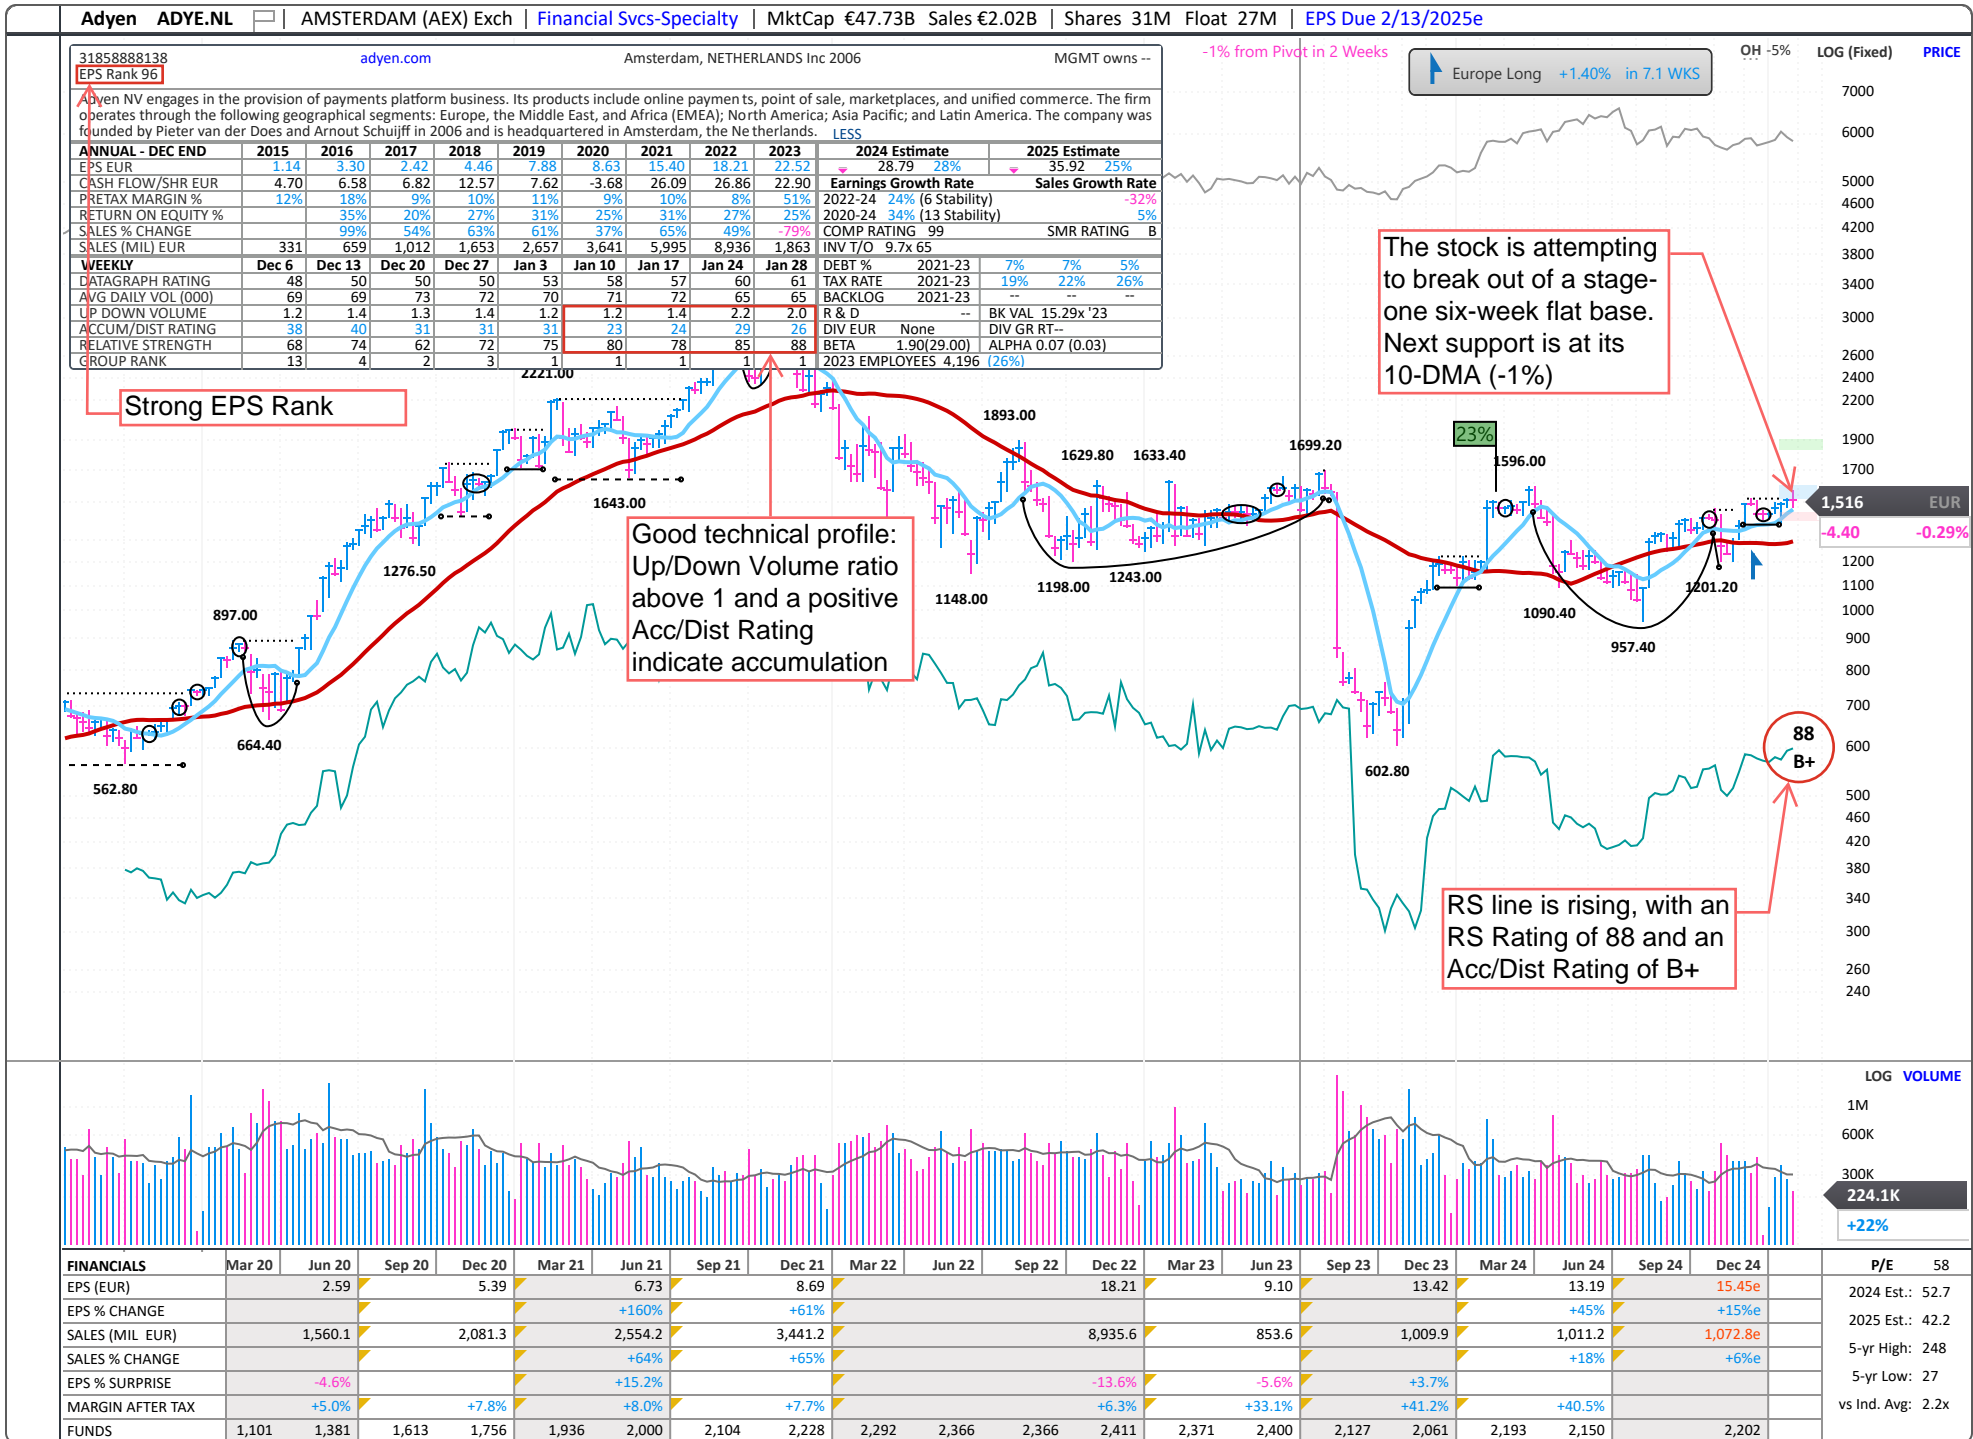 Adyen ADYE.NL AMSTERDAM (AEX) Exch Financial Svcs-Specialty MktCap €47.73B Sales €2.02B Shares 31M Float 27M EPS Due 2/13/2025e
31858888138 adyen.com Amsterdam, NETHERLANDS Inc 2006 MGMT owns --
EPS Rank 96
Adyen NV engages in the provision of payments platform business. Its products include online payments, point of sale, marketplaces, and unified commerce. The firm
operates through the following geographical segments: Europe, the Middle East, and Africa (EMEA); North America; Asia Pacific; and Latin America. The company was
founded by Pieter van der Does and Arnout Schuijff in 2006 and is headquartered in Amsterdam, the Ne therlands. LESS
ANNUAL - DEC END 2015 2016 2017 2018 2019 2020 2021 2022 2023 2024 Estimate 2025 Estimate
EPS EUR 1.14 3.30 2.42 4.46 7.88 8.63 15.40 18.21 22.52 28.79 28% 35.92 25%
CASH FLOW/SHR EUR 4.70 6.58 6.82 12.57 7.62 -3.68 26.09 26.86 22.90 Earnings Growth Rate Sales Growth Rate
PRETAX MARGIN % 12% 18% 9% 10% 11% 9% 10% 8% 51% 2022-24 24% (6 Stability) -32%
RETURN ON EQUITY % 35% 20% 27% 31% 25% 31% 27% 25% 2020-24 34% (13 Stability) 5%
SALES % CHANGE 99% 54% 63% 61% 37% 65% 49% -79% COMP RATING 99 SMR RATING B
SALES (MIL) EUR 331 659 1,012 1,653 2,657 3,641 5,995 8,936 1,863 INV T/O 9.7x 65
WEEKLY Dec 6 Dec 13 Dec 20 Dec 27 Jan 3 Jan 10 Jan 17 Jan 24 Jan 28 DEBT % 2021-23 7% 7% 5%
DATAGRAPH RATING 48 50 50 50 53 58 57 60 61 TAX RATE 2021-23 19% 22% 26%
AVG DAILY VOL (000) 69 69 73 72 70 71 72 65 65 BACKLOG 2021-23 -- -- --
UP DOWN VOLUME 1.2 1.4 1.3 1.4 1.2 1.2 1.4 2.2 2.0 R & D -- BK VAL 15.29x '23
ACCUM/DIST RATING 38 40 31 31 31 23 24 29 26 DIV EUR None DIV GR RT--
RELATIVE STRENGTH 68 74 62 72 75 80 78 85 88 BETA 1.90(29.00) ALPHA 0.07 (0.03)
GROUP RANK 13 4 2 3 1 1 1 1 1 2023 EMPLOYEES 4,196 (26%)
-1% from Pivot in 2 Weeks
Europe Long +1.40% in 7.1 WKS
OH -5%
LOG (Fixed) PRICE
7000
6000
5000
4600
4200
3800
3400
3000
2600
2400
2200
1900
1700
1,516 EUR
-4.40 -0.29%
1200
1100
1000
900
800
700
600
500
460
420
380
340
300
260
240
The stock is attempting
to break out of a stage-
one six-week flat base.
Next support is at its
10-DMA (-1%)
Strong EPS Rank
Good technical profile:
Up/Down Volume ratio
above 1 and a positive
Acc/Dist Rating
indicate accumulation
RS line is rising, with an
RS Rating of 88 and an
Acc/Dist Rating of B+
88
B+
23%
2221.00
1893.00
1629.80
1633.40
1699.20
1596.00
1643.00
1276.50
1148.00
1198.00
1243.00
1090.40
1201.20
957.40
897.00
664.40
562.80
602.80
LOG VOLUME
1M
600K
300K
224.1K
+22%
FINANCIALS Mar 20 Jun 20 Sep 20 Dec 20 Mar 21 Jun 21 Sep 21 Dec 21 Mar 22 Jun 22 Sep 22 Dec 22 Mar 23 Jun 23 Sep 23 Dec 23 Mar 24 Jun 24 Sep 24 Dec 24 P/E 58
EPS (EUR) 2.59 5.39 6.73 8.69 18.21 9.10 13.42 13.19 15.45e 2024 Est.: 52.7
EPS % CHANGE +160% +61% +45% +15%e 2025 Est.: 42.2
SALES (MIL EUR) 1,560.1 2,081.3 2,554.2 3,441.2 8,935.6 853.6 1,009.9 1,011.2 1,072.8e
SALES % CHANGE +64% +65% +18% +6%e 5-yr High: 248
EPS % SURPRISE -4.6% +15.2% -13.6% -5.6% +3.7% 5-yr Low: 27
MARGIN AFTER TAX +5.0% +7.8% +8.0% +7.7% +6.3% +33.1% +41.2% +40.5% vs Ind. Avg: 2.2x
FUNDS 1,101 1,381 1,613 1,756 1,936 2,000 2,104 2,228 2,292 2,366 2,366 2,411 2,371 2,400 2,127 2,061 2,193 2,150 2,202